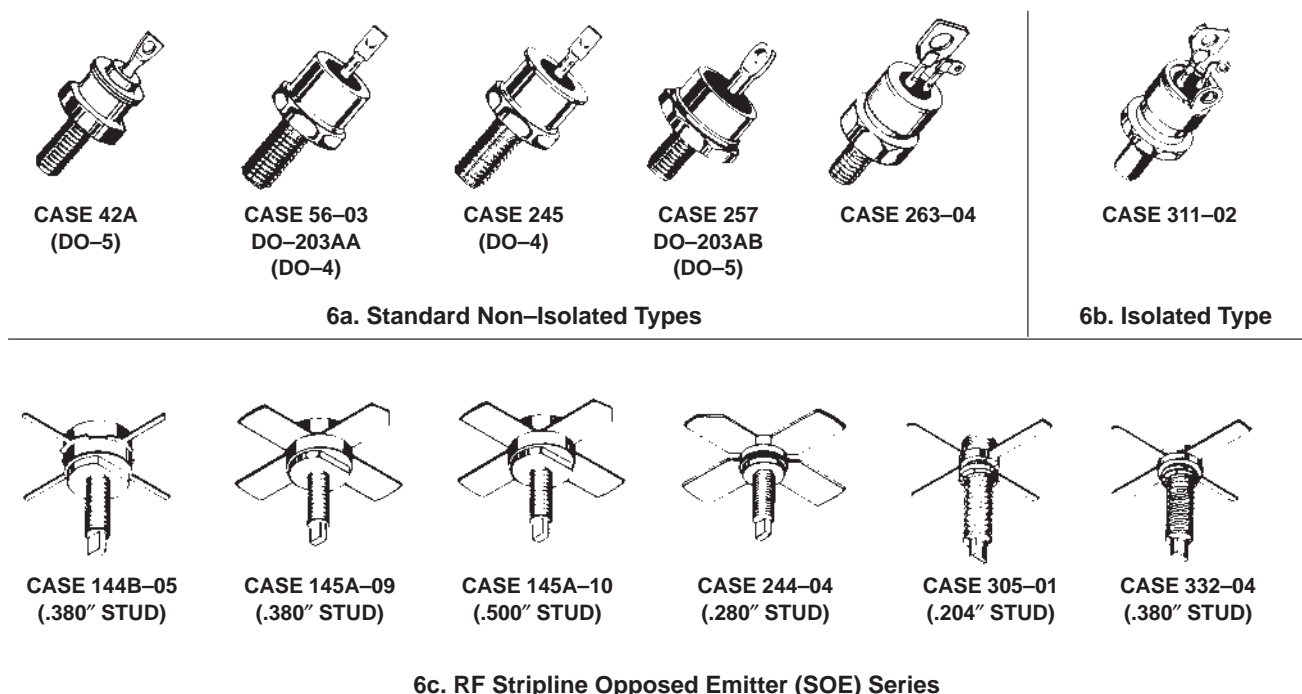 CASE 42A
(DO–5)
CASE 56–03
DO–203AA
(DO–4)
CASE 245
(DO–4)
CASE 257
DO–203AB
(DO–5)
CASE 263–04
6a. Standard Non–Isolated Types
CASE 311–02
6b. Isolated Type
CASE 144B–05
(.380″ STUD)
CASE 145A–09
(.380″ STUD)
CASE 145A–10
(.500″ STUD)
CASE 244–04
(.280″ STUD)
CASE 305–01
(.204″ STUD)
CASE 332–04
(.380″ STUD)
6c. RF Stripline Opposed Emitter (SOE) Series